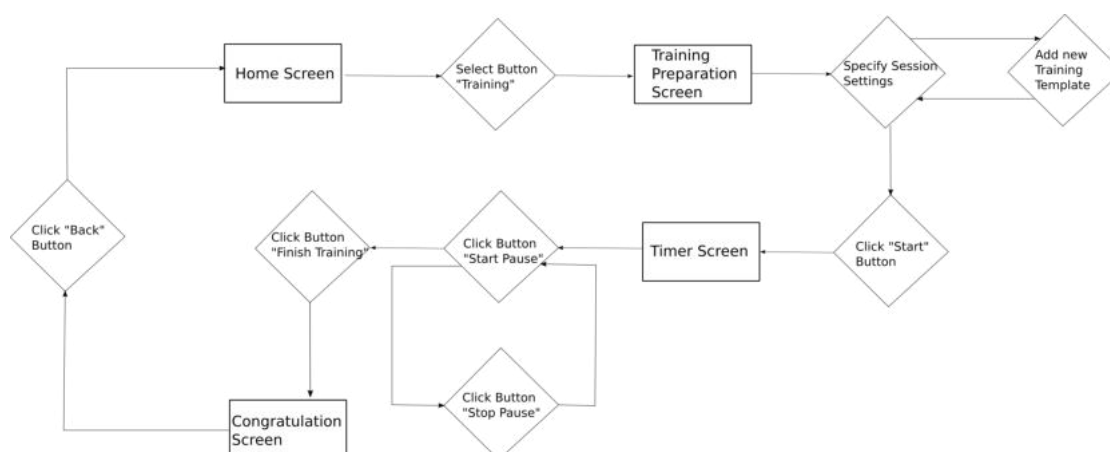 Home Screen
Select Button
"Training"
Training
Preparation
Screen
Specify Session
Settings
Add new
Training
Template
Click "Back"
Button
Click Button
"Finish Training"
Click Button
"Start Pause"
Timer Screen
Click "Start"
Button
Click Button
"Stop Pause"
Congratulation
Screen